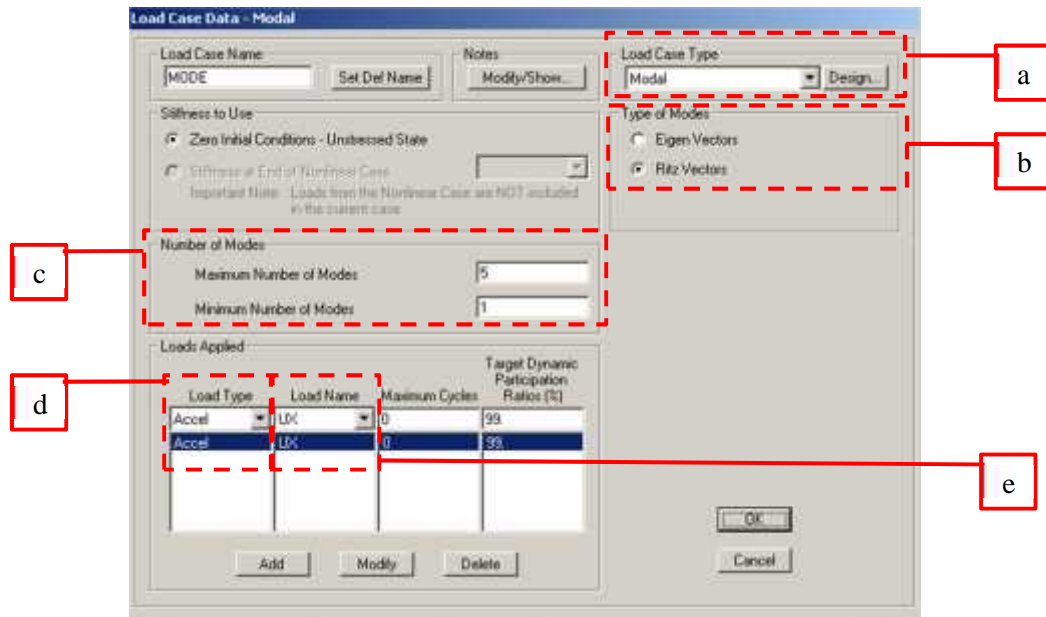 Load Case Data - Modal
Load Case Name
Notes
Load Case Type
a
MODE
Set Def Name
Modify/Show...
Modal
Design...
Stiffness to Use
Type of Modes
Zero Initial Conditions - Unstressed State
Eigen Vectors
b
Stiffness at End of Nonlinear Case
Ritz Vectors
Important Note: Loads from the Nonlinear Case are NOT included
in the current case
c
Number of Modes
Maximum Number of Modes
5
Minimum Number of Modes
1
Loads Applied
d
Load Type
Load Name
Maximum Cycles
Target Dynamic
Participation
Ratios (%)
Accel
UX
0
99.
Accel
UX
0
99.
e
Add
Modify
Delete
OK
Cancel